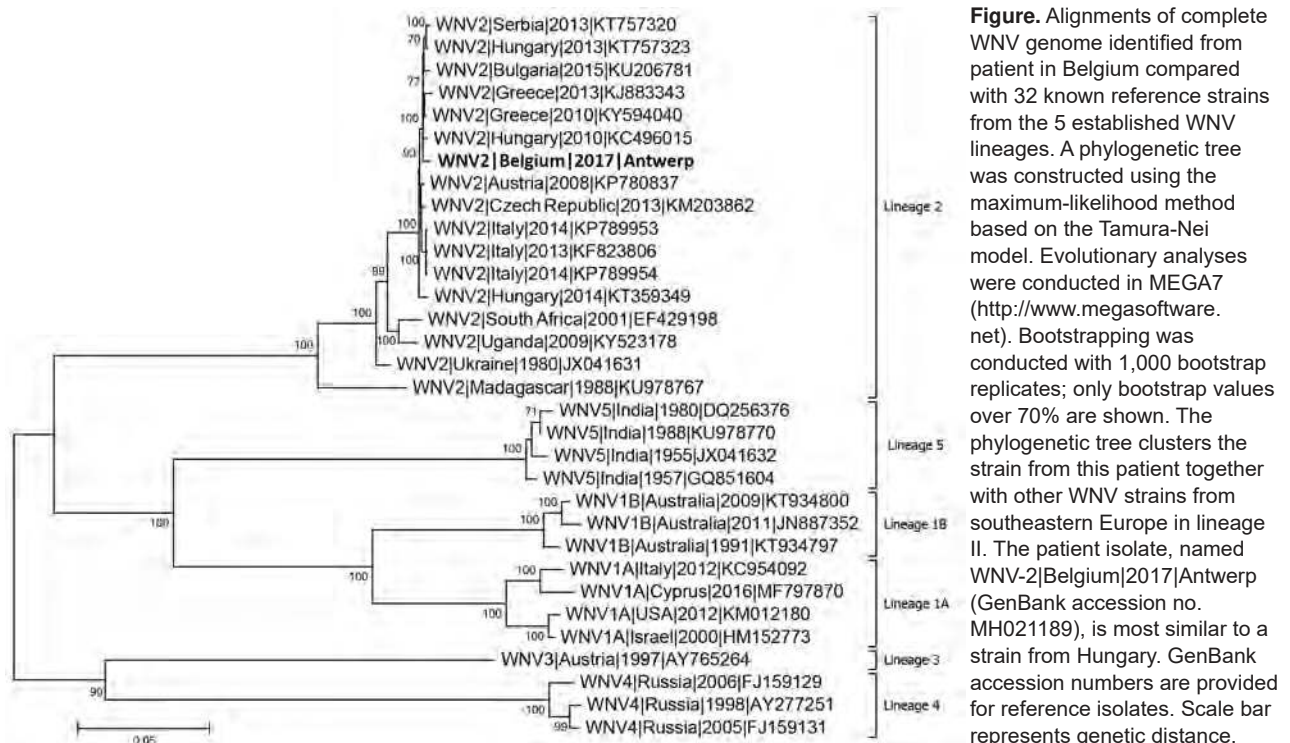 100
WNV2|Serbia|2013|KT757320
70
WNV2|Hungary|2013|KT757323
WNV2|Bulgaria|2015|KU206781
77
WNV2|Greece|2013|KJ883343
WNV2|Greece|2010|KY594040
100
WNV2|Hungary|2010|KC496015
WNV2|Belgium|2017|Antwerp
WNV2|Austria|2008|KP780837
WNV2|Czech Republic|2013|KM203862
100
WNV2|Italy|2014|KP789953
WNV2|Italy|2013|KF823806
100
WNV2|Italy|2014|KP789954
99
WNV2|Hungary|2014|KT359349
100
WNV2|South Africa|2001|EF429198
100
WNV2|Uganda|2009|KY523178
100
WNV2|Ukraine|1980|JX041631
WNV2|Madagascar|1988|KU978767
Lineage 2
71
WNV5|India|1980|DQ256376
WNV5|India|1988|KU978770
100
WNV5|India|1955|JX041632
WNV5|India|1957|GQ851604
Lineage 5
100
100
WNV1B|Australia|2009|KT934800
100
WNV1B|Australia|2011|JN887352
WNV1B|Australia|1991|KT934797
Lineage 1B
100
100
WNV1A|Italy|2012|KC954092
WNV1A|Cyprus|2016|MF797870
100
WNV1A|USA|2012|KM012180
100
WNV1A|Israel|2000|HM152773
Lineage 1A
WNV3|Austria|1997|AY765264
Lineage 3
90
WNV4|Russia|2006|FJ159129
100
WNV4|Russia|1998|AY277251
99
WNV4|Russia|2005|FJ159131
Lineage 4
0.05
Figure. Alignments of complete
WNV genome identified from
patient in Belgium compared
with 32 known reference strains
from the 5 established WNV
lineages. A phylogenetic tree
was constructed using the
maximum-likelihood method
based on the Tamura-Nei
model. Evolutionary analyses
were conducted in MEGA7
(http://www.megasoftware.
net). Bootstrapping was
conducted with 1,000 bootstrap
replicates; only bootstrap values
over 70% are shown. The
phylogenetic tree clusters the
strain from this patient together
with other WNV strains from
southeastern Europe in lineage
II. The patient isolate, named
WNV-2|Belgium|2017|Antwerp
(GenBank accession no.
MH021189), is most similar to a
strain from Hungary. GenBank
accession numbers are provided
for reference isolates. Scale bar
represents genetic distance.